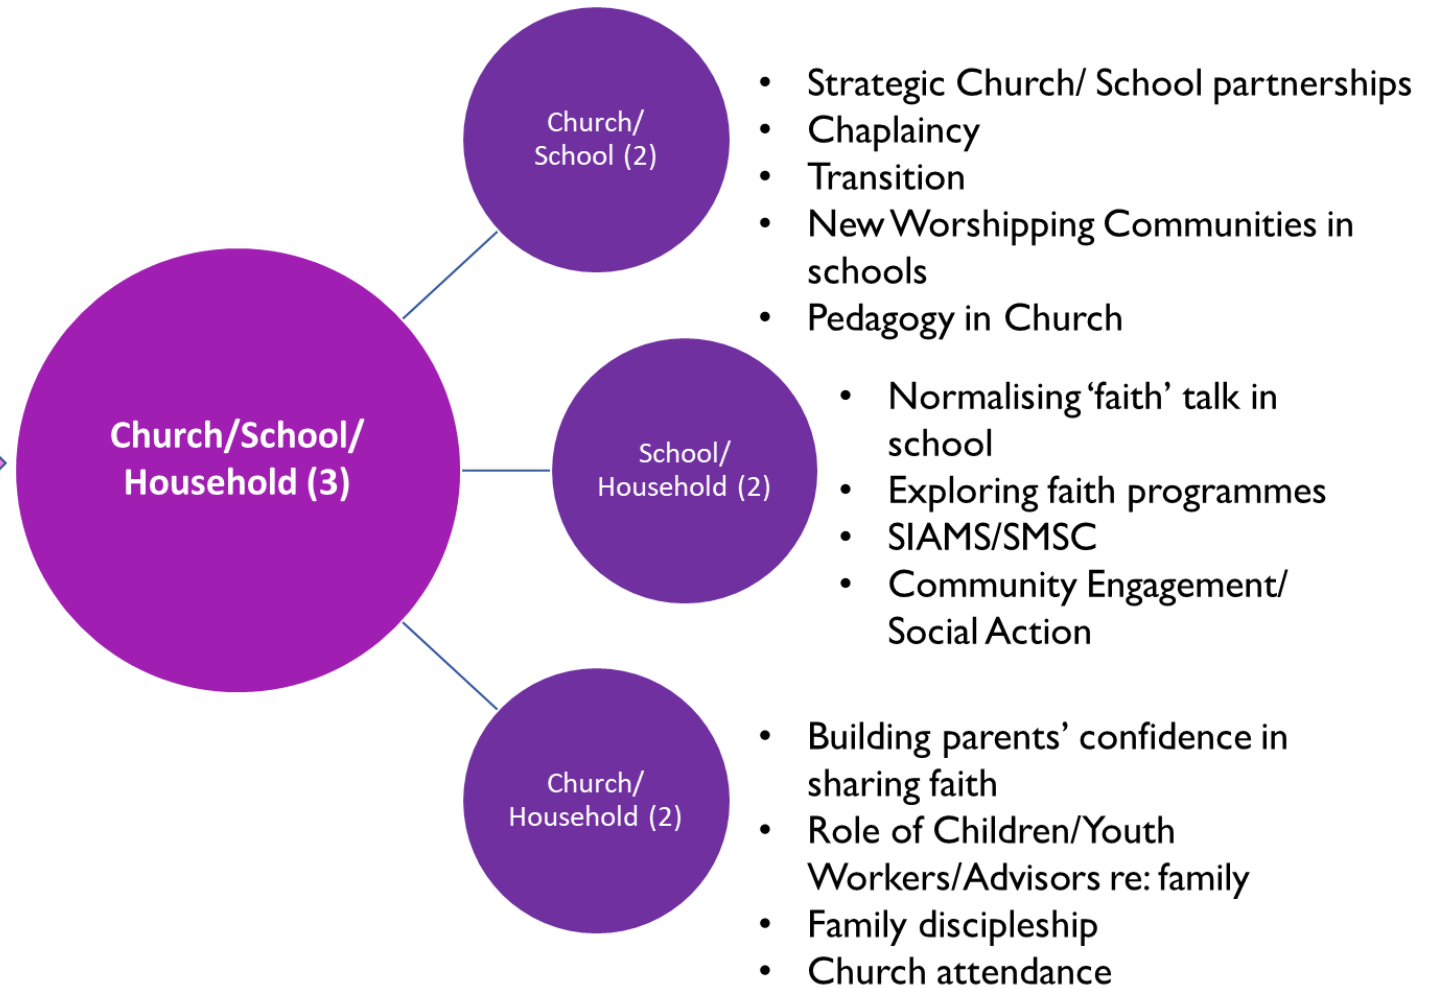 Church/
School (2)
• Strategic Church/ School partnerships
• Chaplaincy
• Transition
• New Worshipping Communities in
schools
• Pedagogy in Church
Church/School/
Household (3)
School/
Household (2)
• Normalising ‘faith’ talk in
school
• Exploring faith programmes
• SIAMS/SMSC
• Community Engagement/
Social Action
Church/
Household (2)
• Building parents’ confidence in
sharing faith
• Role of Children/Youth
Workers/Advisors re: family
• Family discipleship
• Church attendance